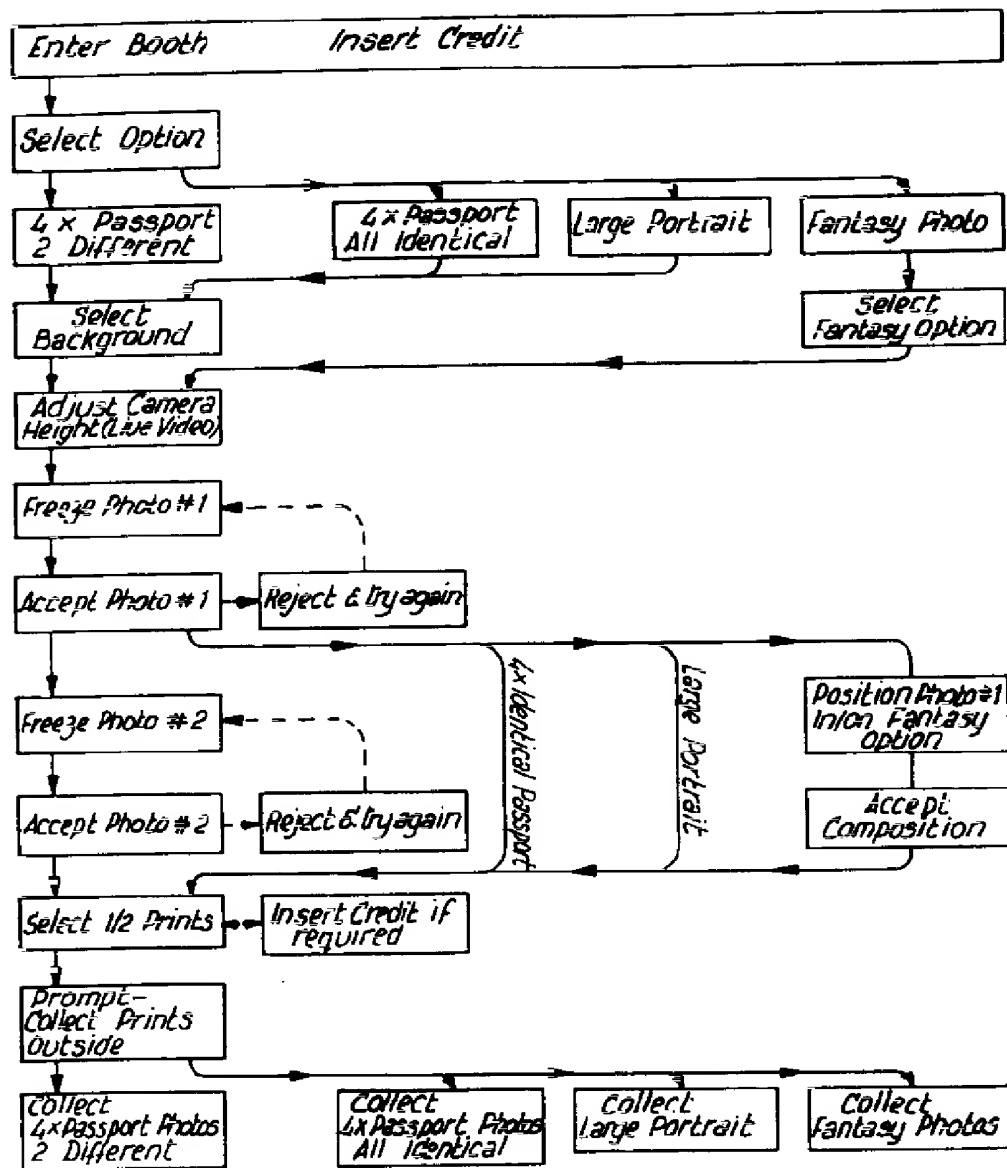 Enter Booth Insert Credit
Select Option
4 x Passport
2 Different
4 x Passport
All Identical
Large Portrait
Fantasy Photo
Select
Background
Select
Fantasy Option
Adjust Camera
Height (Live Video)
Freeze Photo #1
Accept Photo #1
Reject & try again
4x Identical Passport
Large Portrait
Position Photo #1
In/on Fantasy
Option
Freeze Photo #2
Accept Photo #2
Reject & try again
Accept
Composition
Select 1/2 Prints
Insert Credit if
required
Prompt-
Collect Prints
Outside
Collect
4x Passport Photos
2 Different
Collect
4x Passport Photos
All Identical
Collect
Large Portrait
Collect
Fantasy Photos